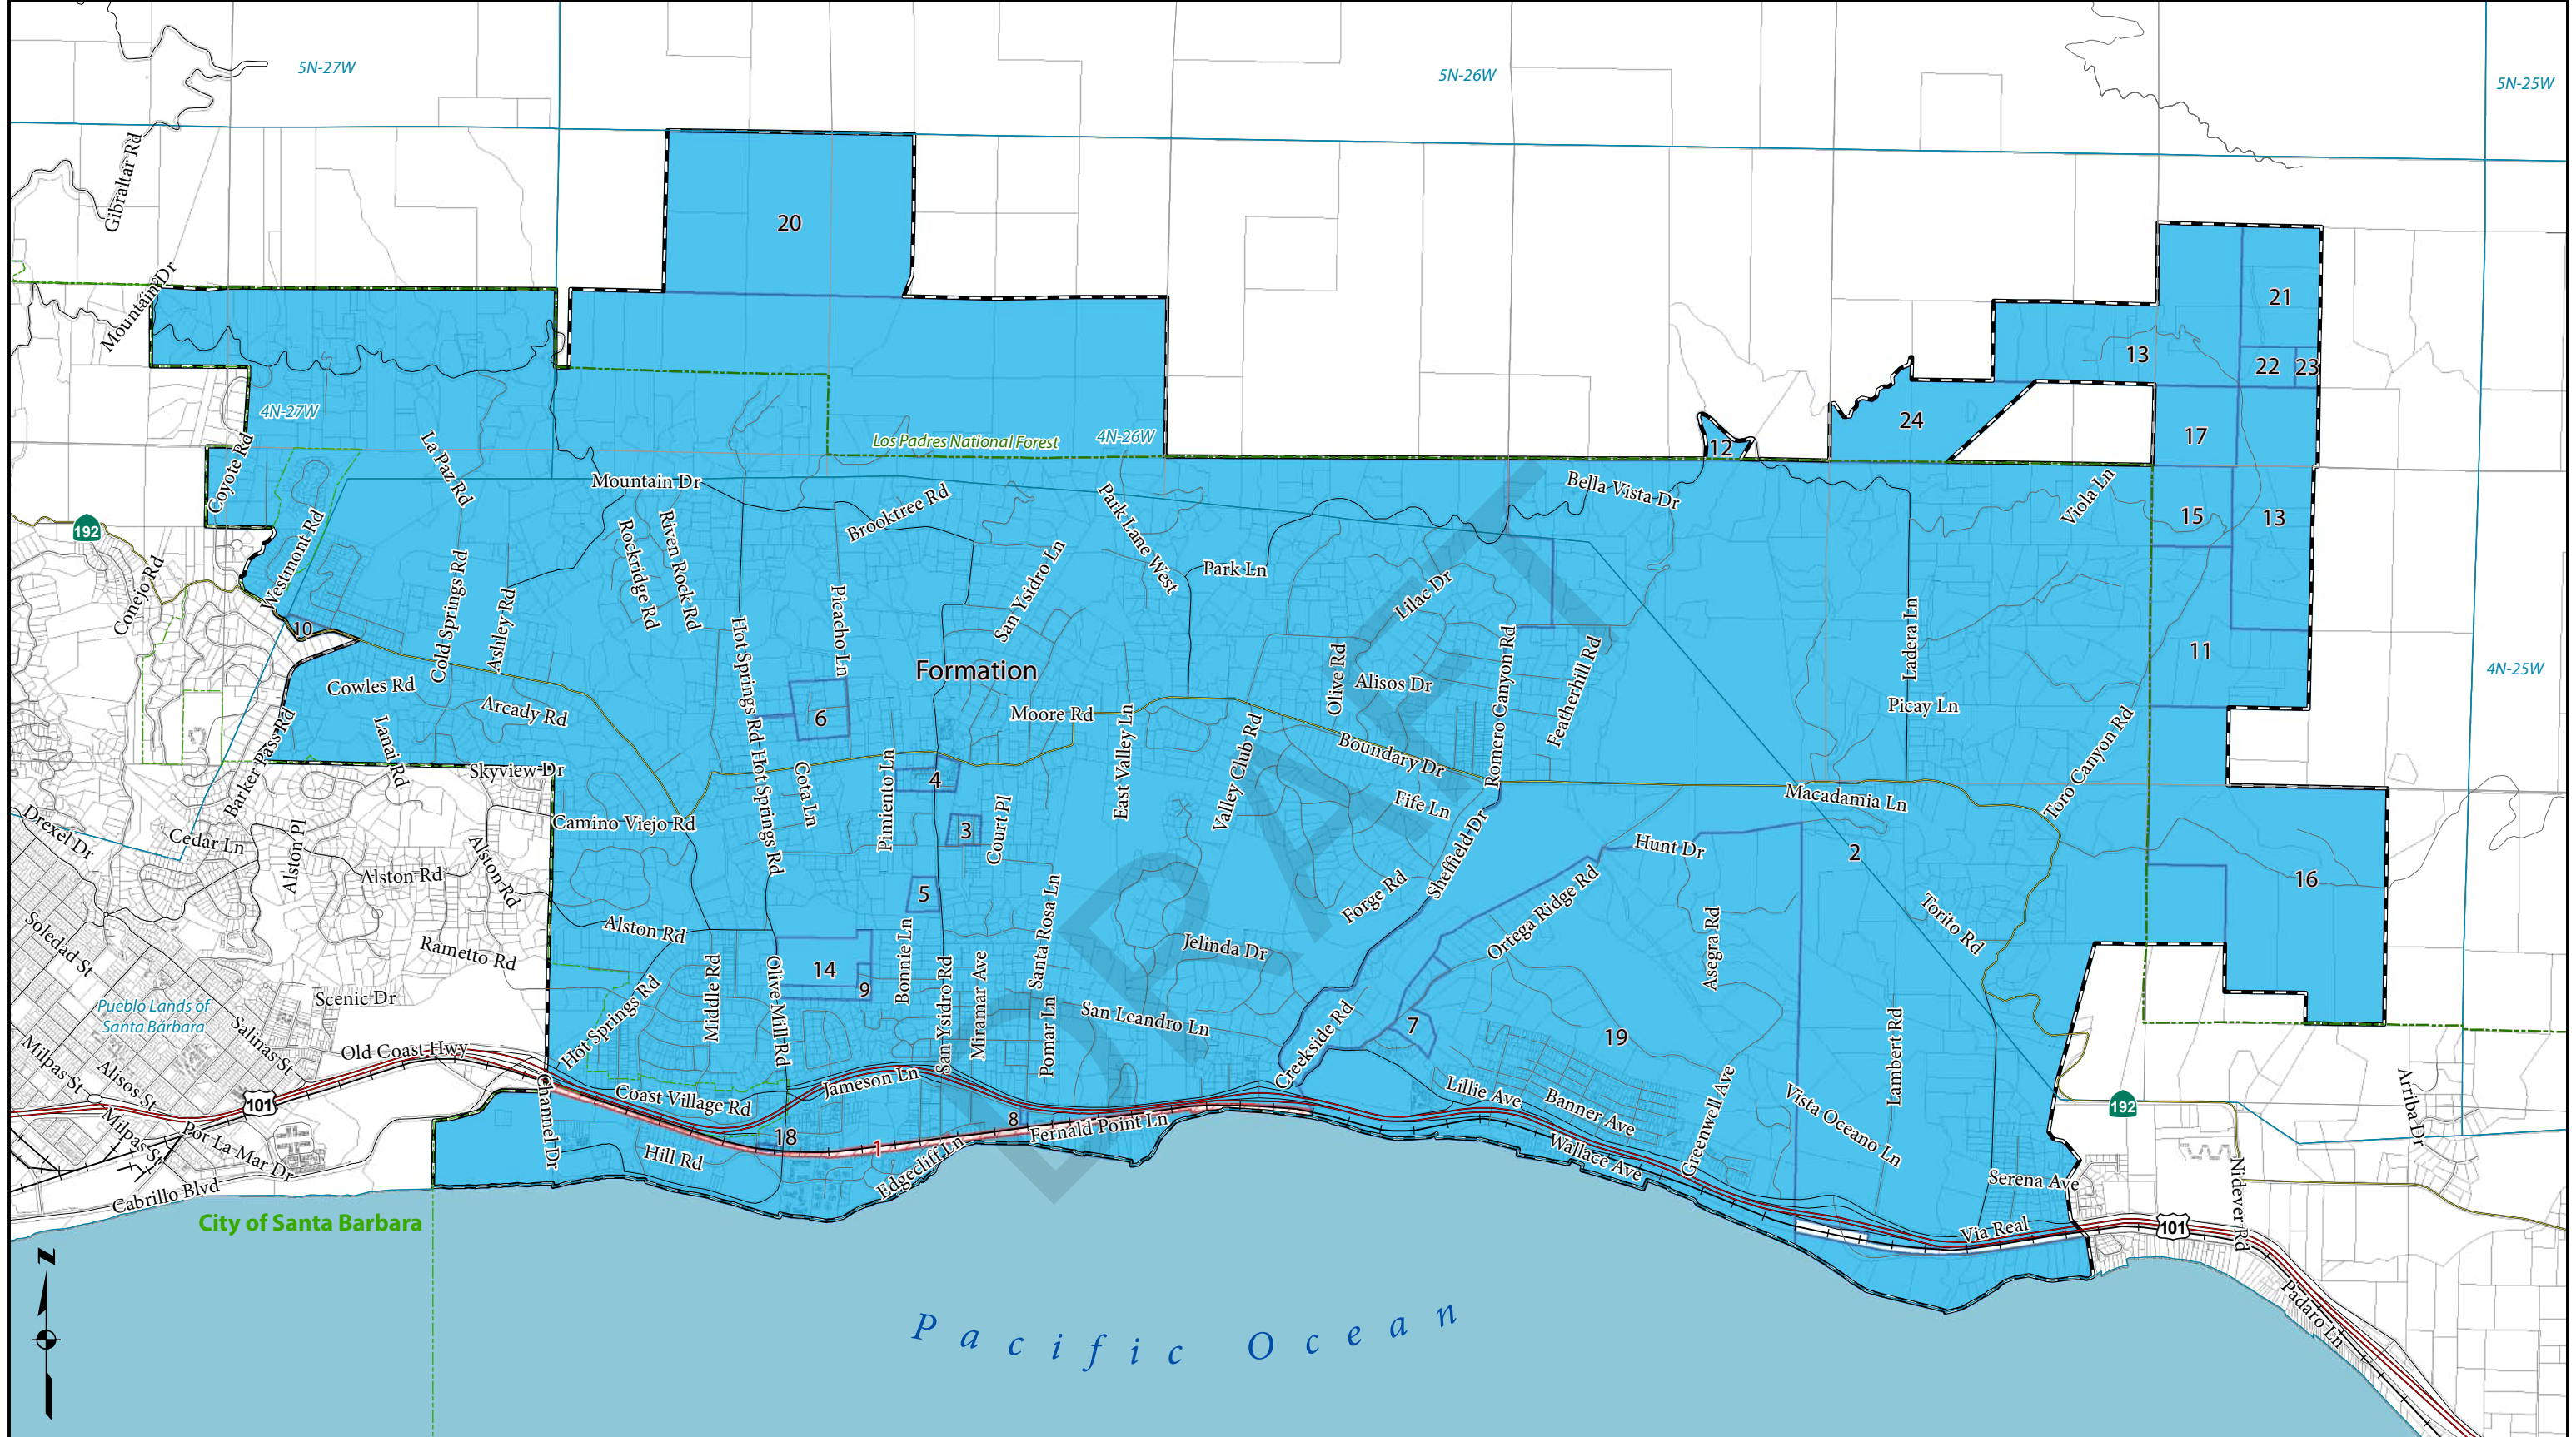 5N-27W
5N-26W
5N-25W
Gibraltar Rd
20
Mountain Dr
21
13
22
23
4N-27W
La Paz Rd
Coyote Rd
Los Padres National Forest
4N-26W
12
24
17
192
Mountain Dr
Brooktree Rd
Park Lane West
Bella Vista Dr
Viola Ln
15
13
Westmont Rd
Conejo Rd
Rockridge Rd
Riven Rock Rd
San Ysidro Ln
Park Ln
Lilac Dr
10
Cold Springs Rd
Ashley Rd
Hot Springs Rd
Picacho Ln
Formation
Olive Rd
Alisos Dr
Romero Canyon Rd
Featherhill Rd
Ladera Ln
11
4N-25W
Cowles Rd
Arcady Rd
Lanai Rd
6
Moore Rd
East Valley Ln
Valley Club Rd
Boundary Dr
Picay Ln
Toro Canyon Rd
Barker Pass Rd
Skyview Dr
Hot Springs Rd
Cota Ln
Pimiento Ln
4
3
Court Pl
Fife Ln
Macadamia Ln
Drexel Dr
Cedar Ln
Alston Pl
Alston Rd
Alston Rd
Camino Viejo Rd
Sheffield Dr
Hunt Dr
2
16
5
Forge Rd
Ortega Ridge Rd
Asegra Rd
Torito Rd
Soledad St
Rametto Rd
Alston Rd
Middle Rd
Olive Mill Rd
14
9
Bonnie Ln
San Ysidro Rd
Miramar Ave
Santa Rosa Ln
Pomar Ln
Jelinda Dr
San Leandro Ln
Creekside Rd
7
19
Lambert Rd
Scenic Dr
Pueblo Lands of
Santa Bárbara
Salinas St
Hot Springs Rd
Milpas St
Alisos St
Old Coast Hwy
101
Milpas St
Por La Mar Dr
Cabrillo Blvd
Channel Dr
Coast Village Rd
Jameson Ln
Hill Rd
18
1
8
Edgecliff Ln
Fernald Point Ln
Lillie Ave
Banner Ave
Wallace Ave
Greenwell Ave
Vista Oceano Ln
Serena Ave
Via Real
192
Arriba Dr
101
Nidever Rd
Padaro Ln
City of Santa Barbara
N
Pacific Ocean
DRAFT